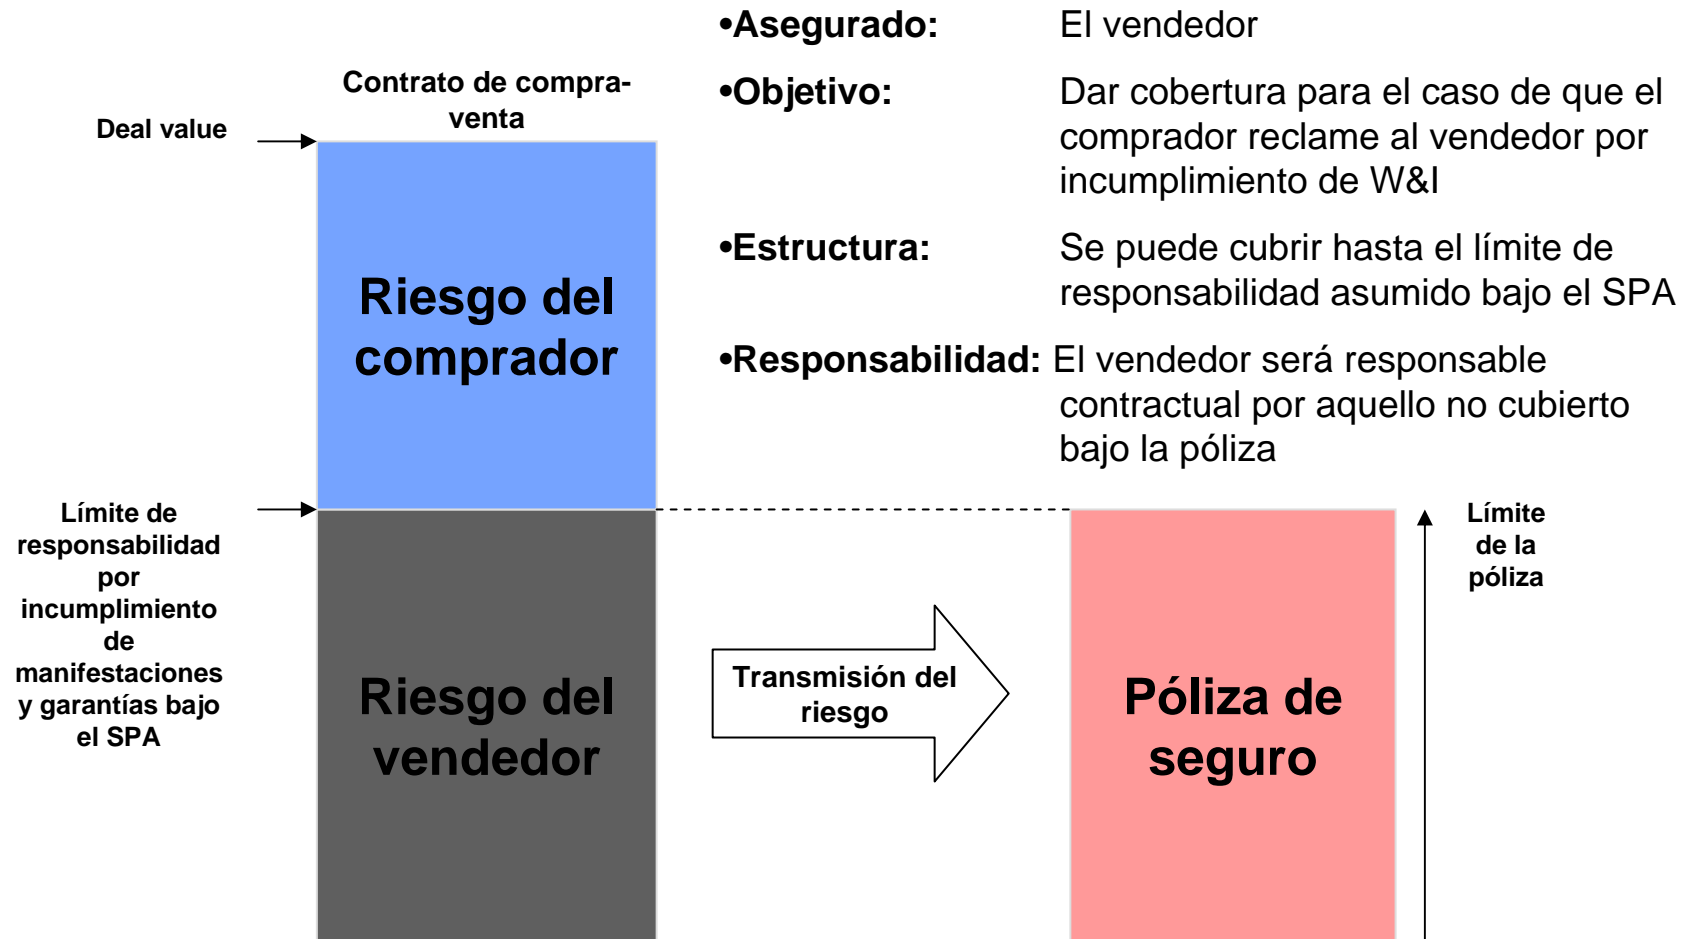 •Asegurado: El vendedor
•Objetivo: Dar cobertura para el caso de que el
comprador reclame al vendedor por
incumplimiento de W&I
•Estructura: Se puede cubrir hasta el límite de
responsabilidad asumido bajo el SPA
•Responsabilidad: El vendedor será responsable
contractual por aquello no cubierto
bajo la póliza
Contrato de compra-
venta
Deal value
Riesgo del
comprador
Límite de
responsabilidad
por
incumplimiento
de
manifestaciones
y garantías bajo
el SPA
Riesgo del
vendedor
Transmisión del
riesgo
Póliza de
seguro
Límite
de la
póliza